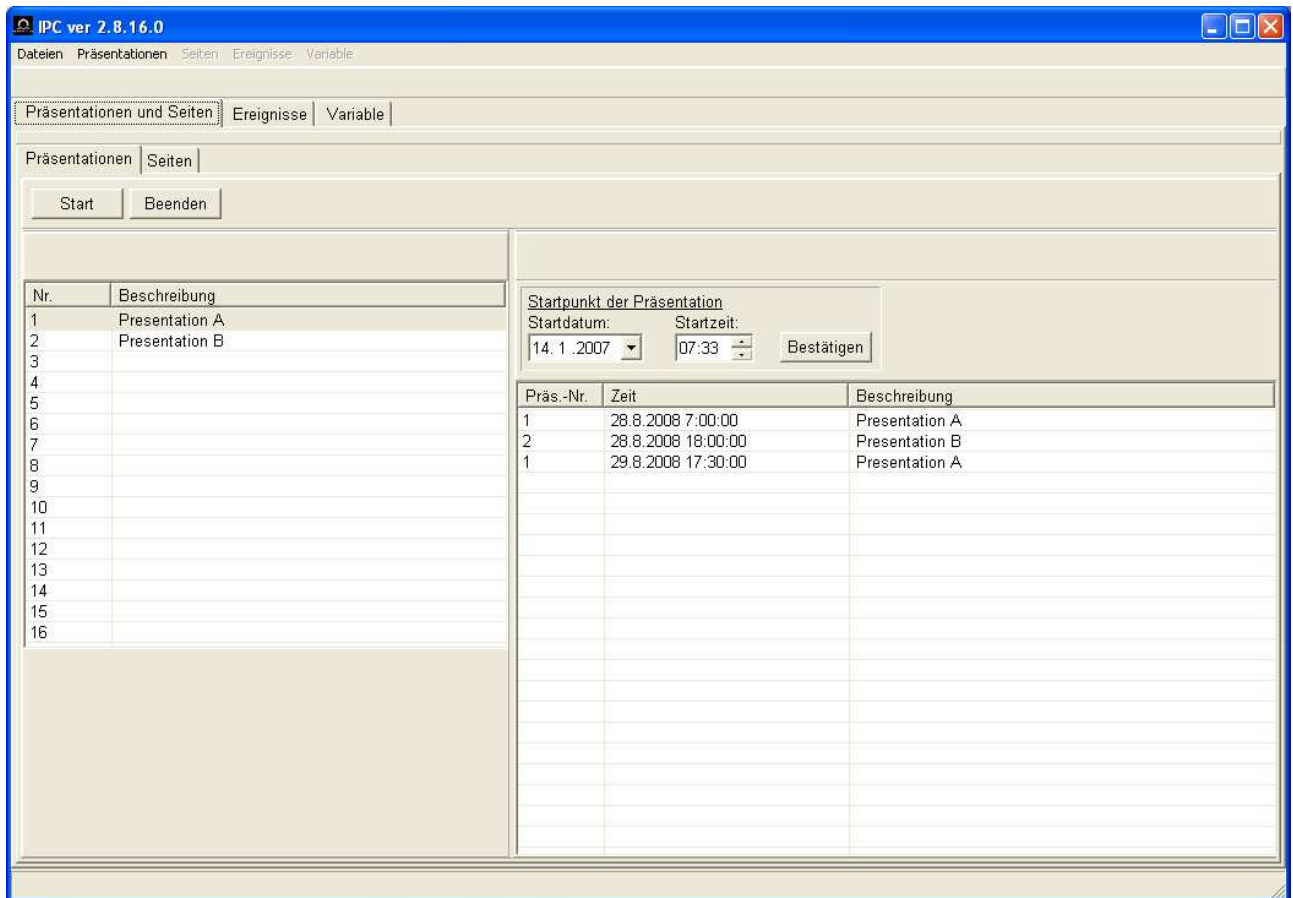 IPC ver 2.8.16.0
Dateien Präsentationen Seiten Ereignisse Variable
Präsentationen und Seiten Ereignisse Variable
Präsentationen Seiten
Start Beenden
Nr. Beschreibung
1 Presentation A
2 Presentation B
3
4
5
6
7
8
9
10
11
12
13
14
15
16
Startpunkt der Präsentation
Startdatum: Startzeit:
14. 1 .2007 07:33 Bestätigen
Präs.-Nr. Zeit Beschreibung
1 28.8.2008 7:00:00 Presentation A
2 28.8.2008 18:00:00 Presentation B
1 29.8.2008 17:30:00 Presentation A